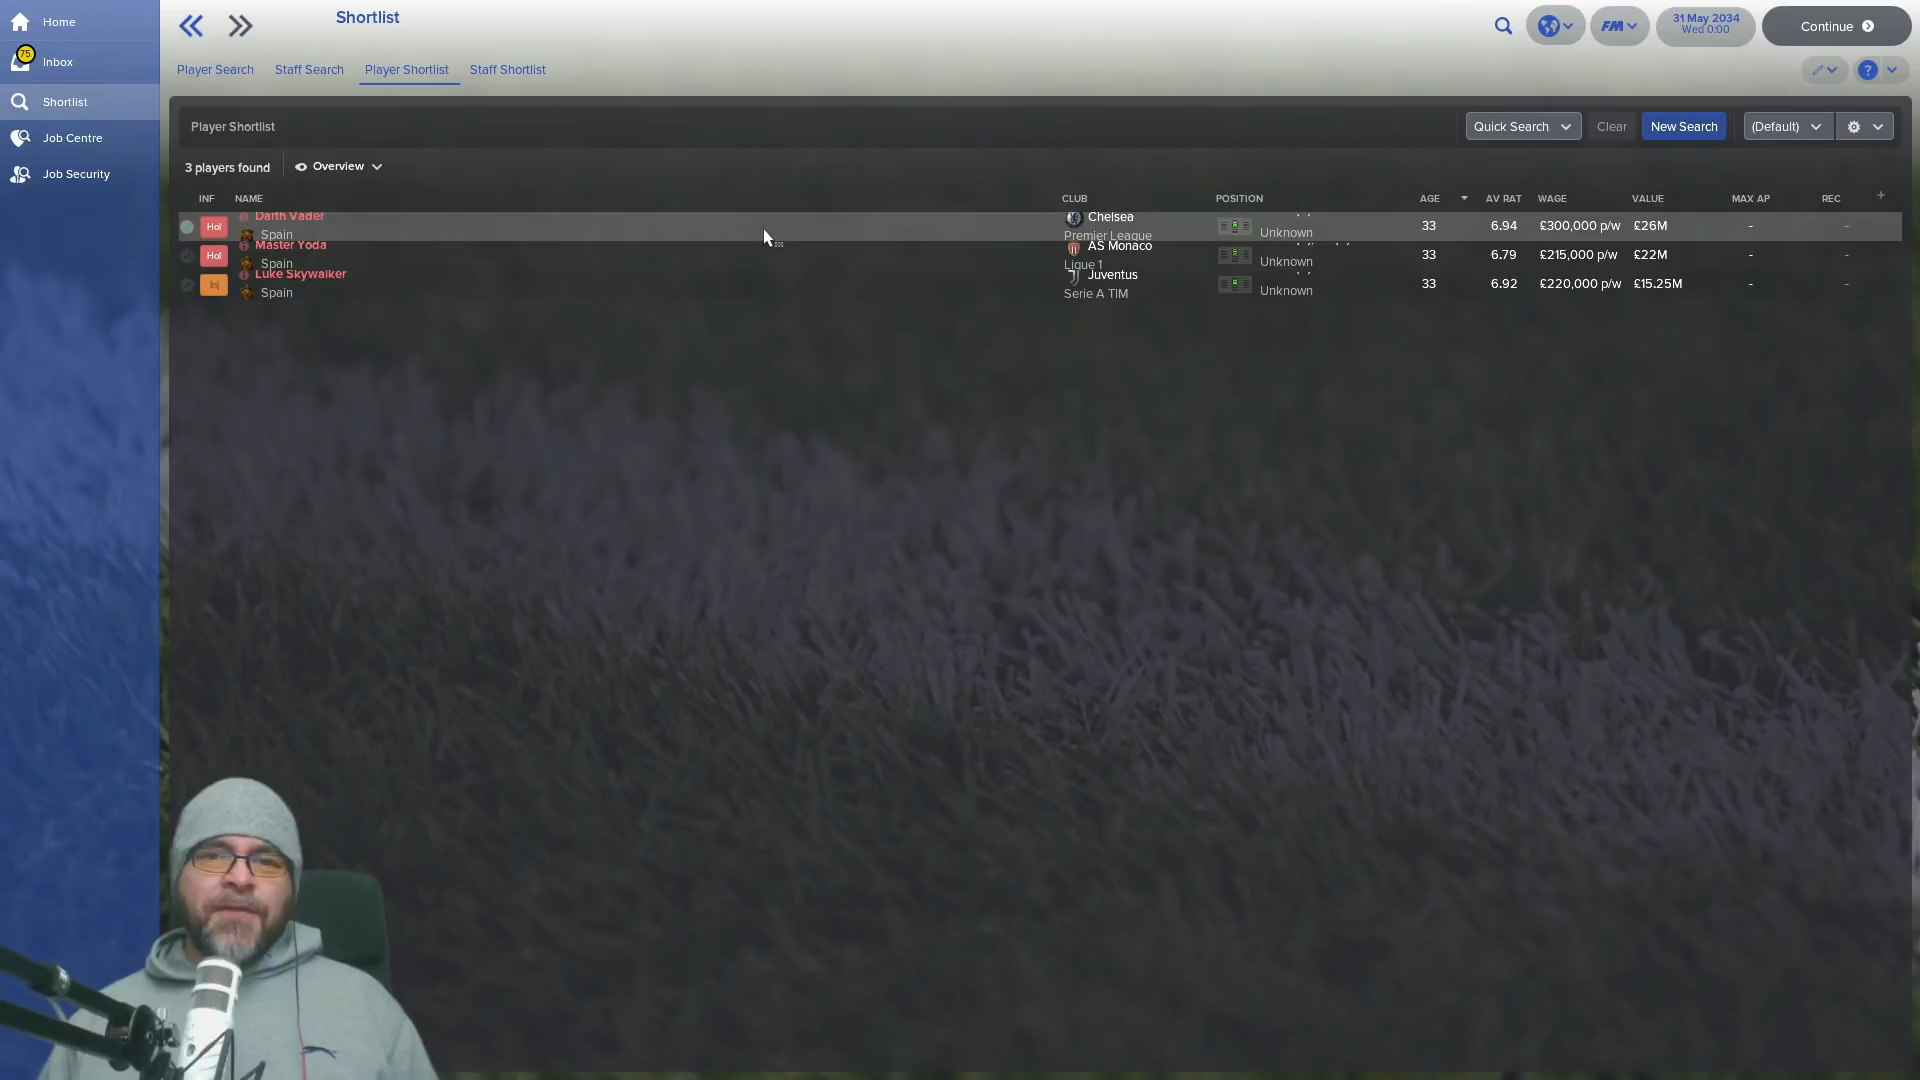 Home
75
Inbox
Shortlist
Job Centre
Job Security
Shortlist
FM
31 May 2034
Wed 0:00
Continue
Player Search
Staff Search
Player Shortlist
Staff Shortlist
?
Player Shortlist
Quick Search
Clear
New Search
(Default)
3 players found
Overview
INF NAME CLUB POSITION AGE AV RAT WAGE VALUE MAX AP REC +
Hol Darth Vader Spain Chelsea Premier League Unknown 33 6.94 £300,000 p/w £26M - -
Hol Master Yoda Spain AS Monaco Ligue 1 Unknown 33 6.79 £215,000 p/w £22M - -
Inj Luke Skywalker Spain Juventus Serie A TIM Unknown 33 6.92 £220,000 p/w £15.25M - -